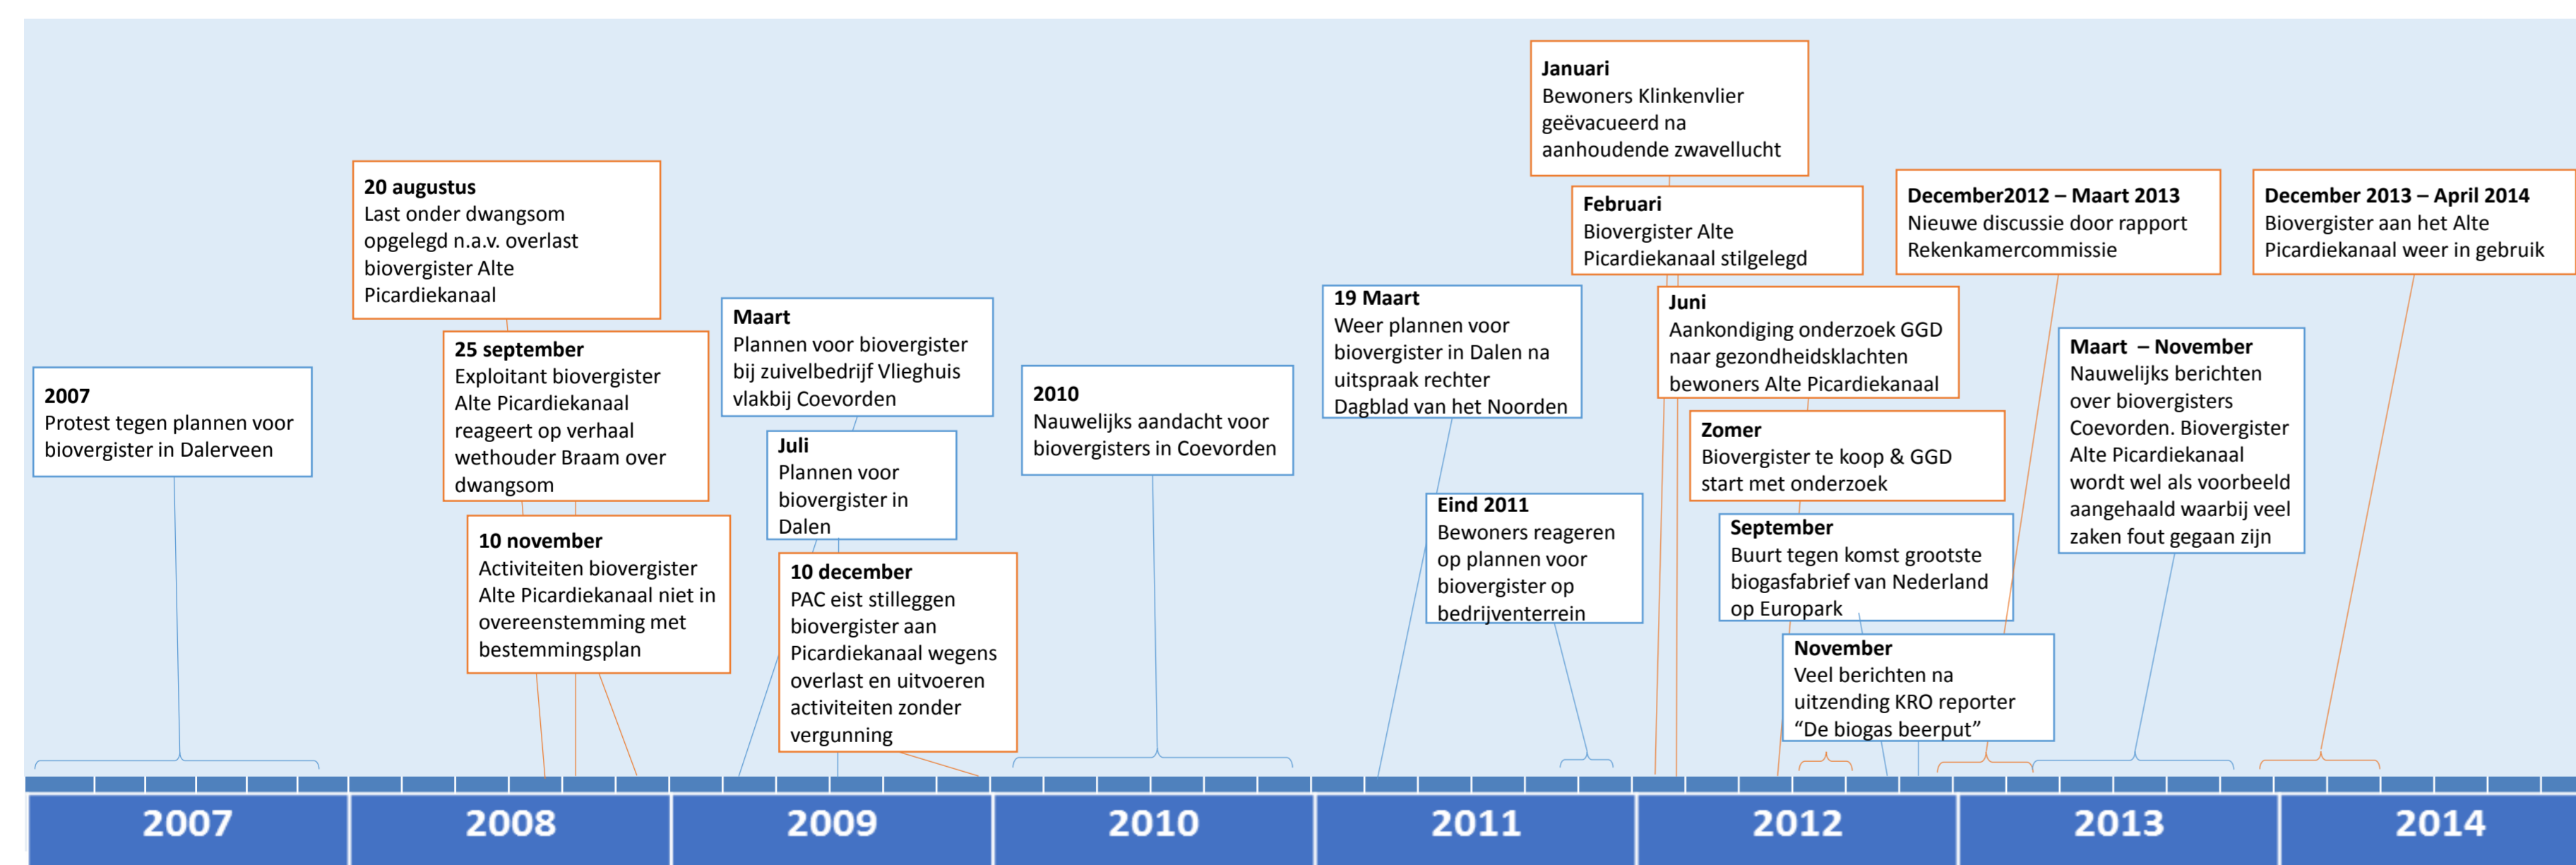 2007
Protest tegen plannen voor
biovergister in Dalerveen
20 augustus
Last onder dwangsom
opgelegd n.a.v. overlast
biovergister Alte
Picardiekanaal
25 september
Exploitant biovergister
Alte Picardiekanaal
reageert op verhaal
wethouder Braam over
dwangsom
10 november
Activiteiten biovergister
Alte Picardiekanaal niet in
overeenstemming met
bestemmingsplan
Maart
Plannen voor biovergister
bij zuivelbedrijf Vlieghuis
vlakbij Coevorden
Juli
Plannen voor
biovergister in
Dalen
10 december
PAC eist stilleggen
biovergister aan
Picardiekanaal wegens
overlast en uitvoeren
activiteiten zonder
vergunning
2010
Nauwelijks aandacht voor
biovergisters in Coevorden
19 Maart
Weer plannen voor
biovergister in Dalen na
uitspraak rechter
Dagblad van het Noorden
Eind 2011
Bewoners reageren
op plannen voor
biovergister op
bedrijventerrein
Januari
Bewoners Klinkenvlier
geëvacueerd na
aanhoudende zwavellucht
Februari
Biovergister Alte
Picardiekanaal stilgelegd
Juni
Aankondiging onderzoek GGD
naar gezondheidsklachten
bewoners Alte Picardiekanaal
Zomer
Biovergister te koop & GGD
start met onderzoek
September
Buurt tegen komst grootste
biogasfabrief van Nederland
op Europark
November
Veel berichten na
uitzending KRO reporter
“De biogas beerput”
December2012 – Maart 2013
Nieuwe discussie door rapport
Rekenkamercommissie
Maart – November
Nauwelijks berichten
over biovergisters
Coevorden. Biovergister
Alte Picardiekanaal
wordt wel als voorbeeld
aangehaald waarbij veel
zaken fout gegaan zijn
December 2013 – April 2014
Biovergister aan het Alte
Picardiekanaal weer in gebruik
2007 2008 2009 2010 2011 2012 2013 2014